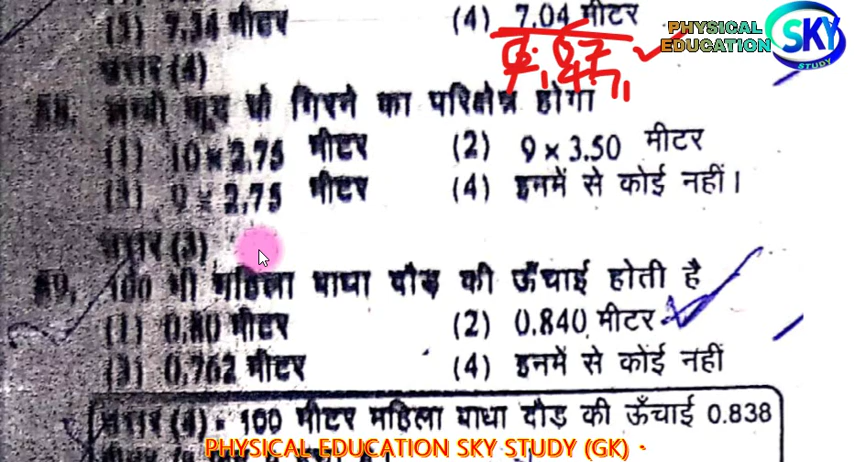 (3) 7.34 मीटर (4) 7.04 मीटर
PHYSICAL EDUCATION
SKY STUDY
उत्तर (4)
लम्बी कूद की गिरने का परिक्षेत्र होगा
(1) 10 × 2.75 मीटर (2) 9 × 3.50 मीटर
(3) 9 × 2.75 मीटर (4) इनमें से कोई नहीं।
उत्तर (3)
89. 100 मी महिला बाधा दौड़ की ऊँचाई होती है
(1) 0.80 मीटर (2) 0.840 मीटर
(3) 0.762 मीटर (4) इनमें से कोई नहीं
उत्तर (4) - 100 मीटर महिला बाधा दौड़ की ऊँचाई 0.838
PHYSICAL EDUCATION SKY STUDY (GK)